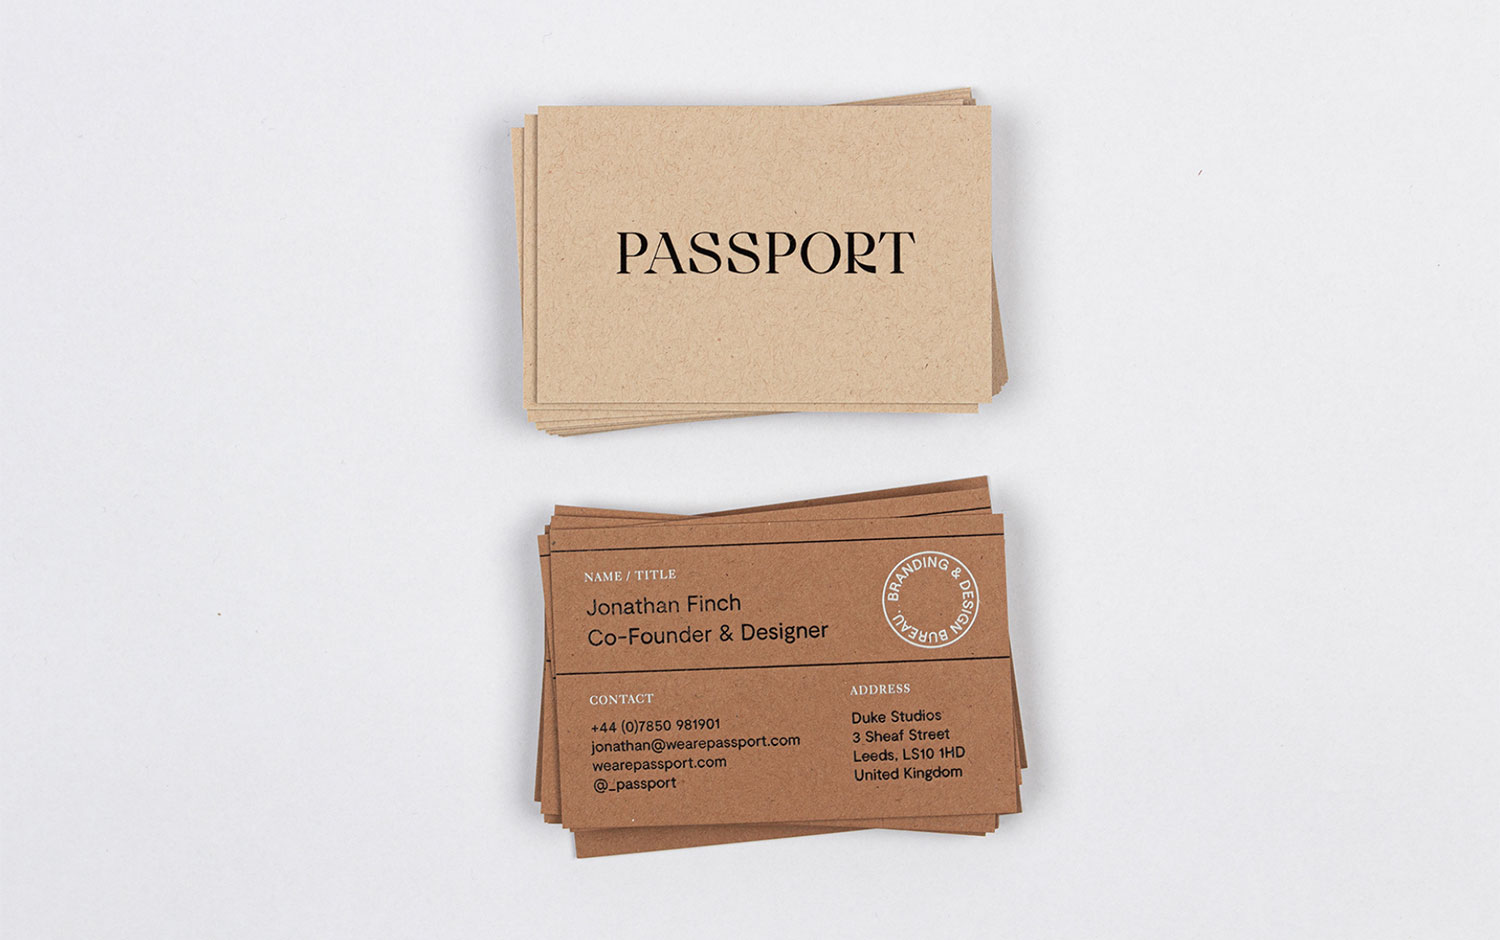 PASSPORT
NAME / TITLE
Jonathan Finch
Co-Founder & Designer
BRANDING & DESIGN BUREAU.
CONTACT
+44 (0)7850 981901
jonathan@wearepassport.com
wearepassport.com
@_passport
ADDRESS
Duke Studios
3 Sheaf Street
Leeds, LS10 1HD
United Kingdom